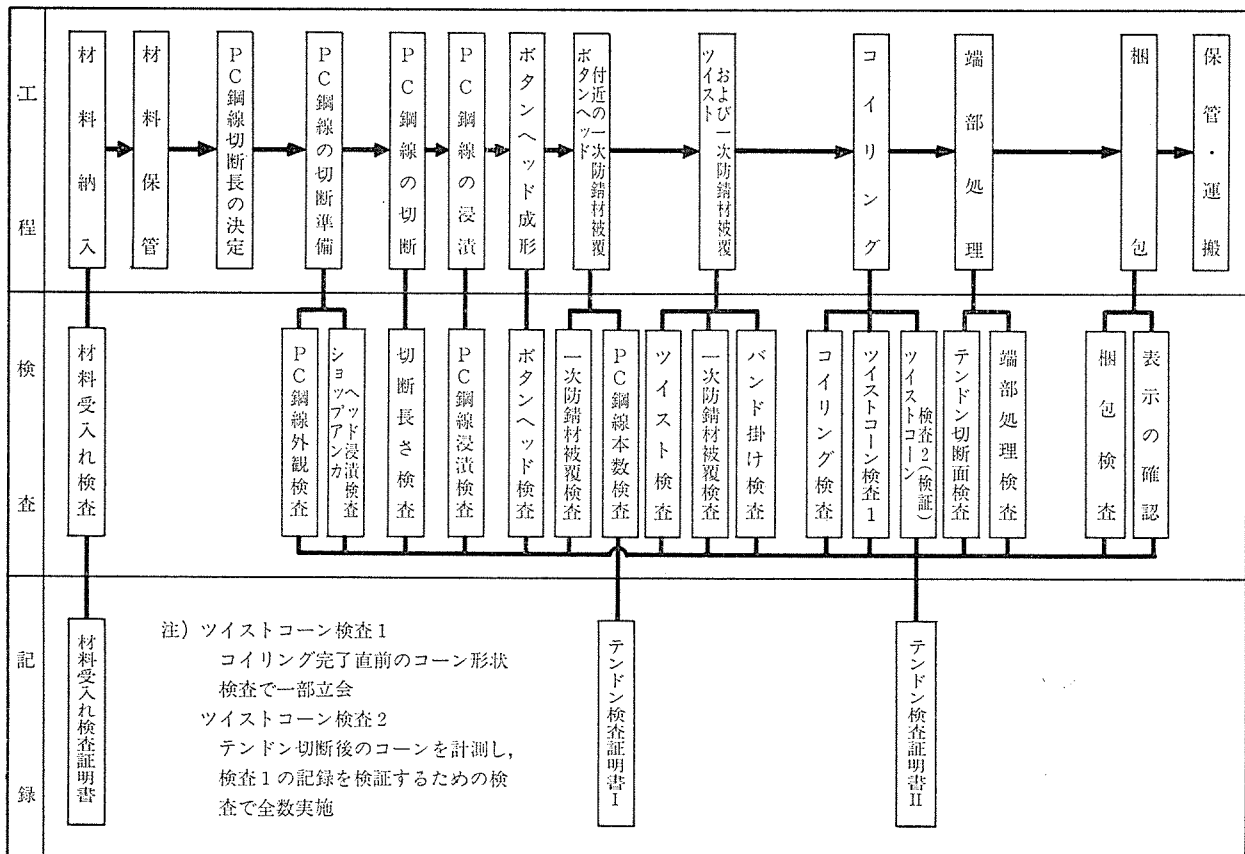 工程
材料納入
材料保管
PC鋼線切断長の決定
PC鋼線の切断準備
PC鋼線の切断
PC鋼線の浸漬
ボタンヘッド成形
ボタンヘッド
付近の一次防錆材被覆
ツイスト
および一次防錆材被覆
コイリング
端部処理
梱包
保管・運搬
検査
材料受入れ検査
PC鋼線外観検査
ショップアンカ
ヘッド浸漬検査
切断長さ検査
PC鋼線浸漬検査
ボタンヘッド検査
一次防錆材被覆検査
PC鋼線本数検査
ツイスト検査
一次防錆材被覆検査
バンド掛け検査
コイリング検査
ツイストコーン検査1
ツイストコーン
検査2(検証)
テンドン切断面検査
端部処理検査
梱包検査
表示の確認
記録
材料受入れ検査証明書
注) ツイストコーン検査1
コイリング完了直前のコーン形状
検査で一部立会
ツイストコーン検査2
テンドン切断後のコーンを計測し,
検査1の記録を検証するための検
査で全数実施
テンドン検査証明書I
テンドン検査証明書II